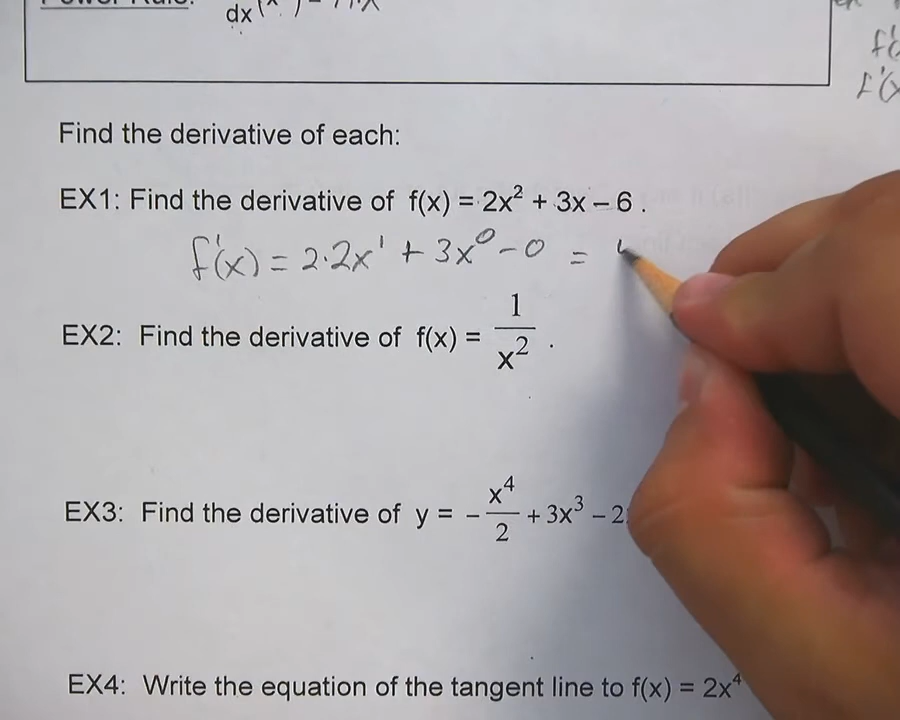 dx
Find the derivative of each:
EX1: Find the derivative of f(x) = 2x² + 3x – 6 .
f'(x) = 2·2x¹ + 3x⁰ – 0 =
EX2: Find the derivative of f(x) = 1/x² .
EX3: Find the derivative of y = – x⁴/2 + 3x³ – 2
EX4: Write the equation of the tangent line to f(x) = 2x⁴